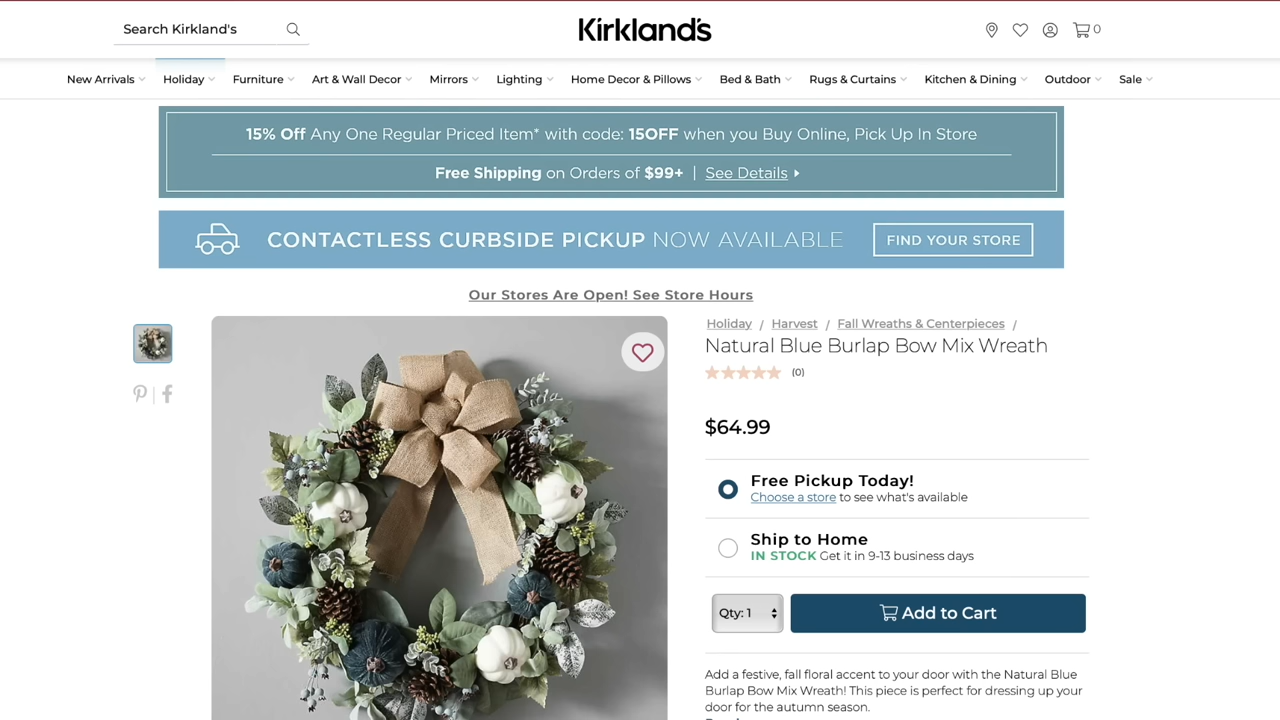 Search Kirkland's
Kirkland's
0
New Arrivals Holiday Furniture Art & Wall Decor Mirrors Lighting Home Decor & Pillows Bed & Bath Rugs & Curtains Kitchen & Dining Outdoor Sale
15% Off Any One Regular Priced Item* with code: 15OFF when you Buy Online, Pick Up In Store
Free Shipping on Orders of $99+ | See Details
CONTACTLESS CURBSIDE PICKUP NOW AVAILABLE FIND YOUR STORE
Our Stores Are Open! See Store Hours
Holiday / Harvest / Fall Wreaths & Centerpieces /
Natural Blue Burlap Bow Mix Wreath
(0)
$64.99
Free Pickup Today!
Choose a store to see what's available
Ship to Home
IN STOCK Get it in 9-13 business days
Qty: 1 Add to Cart
Add a festive, fall floral accent to your door with the Natural Blue
Burlap Bow Mix Wreath! This piece is perfect for dressing up your
door for the autumn season.